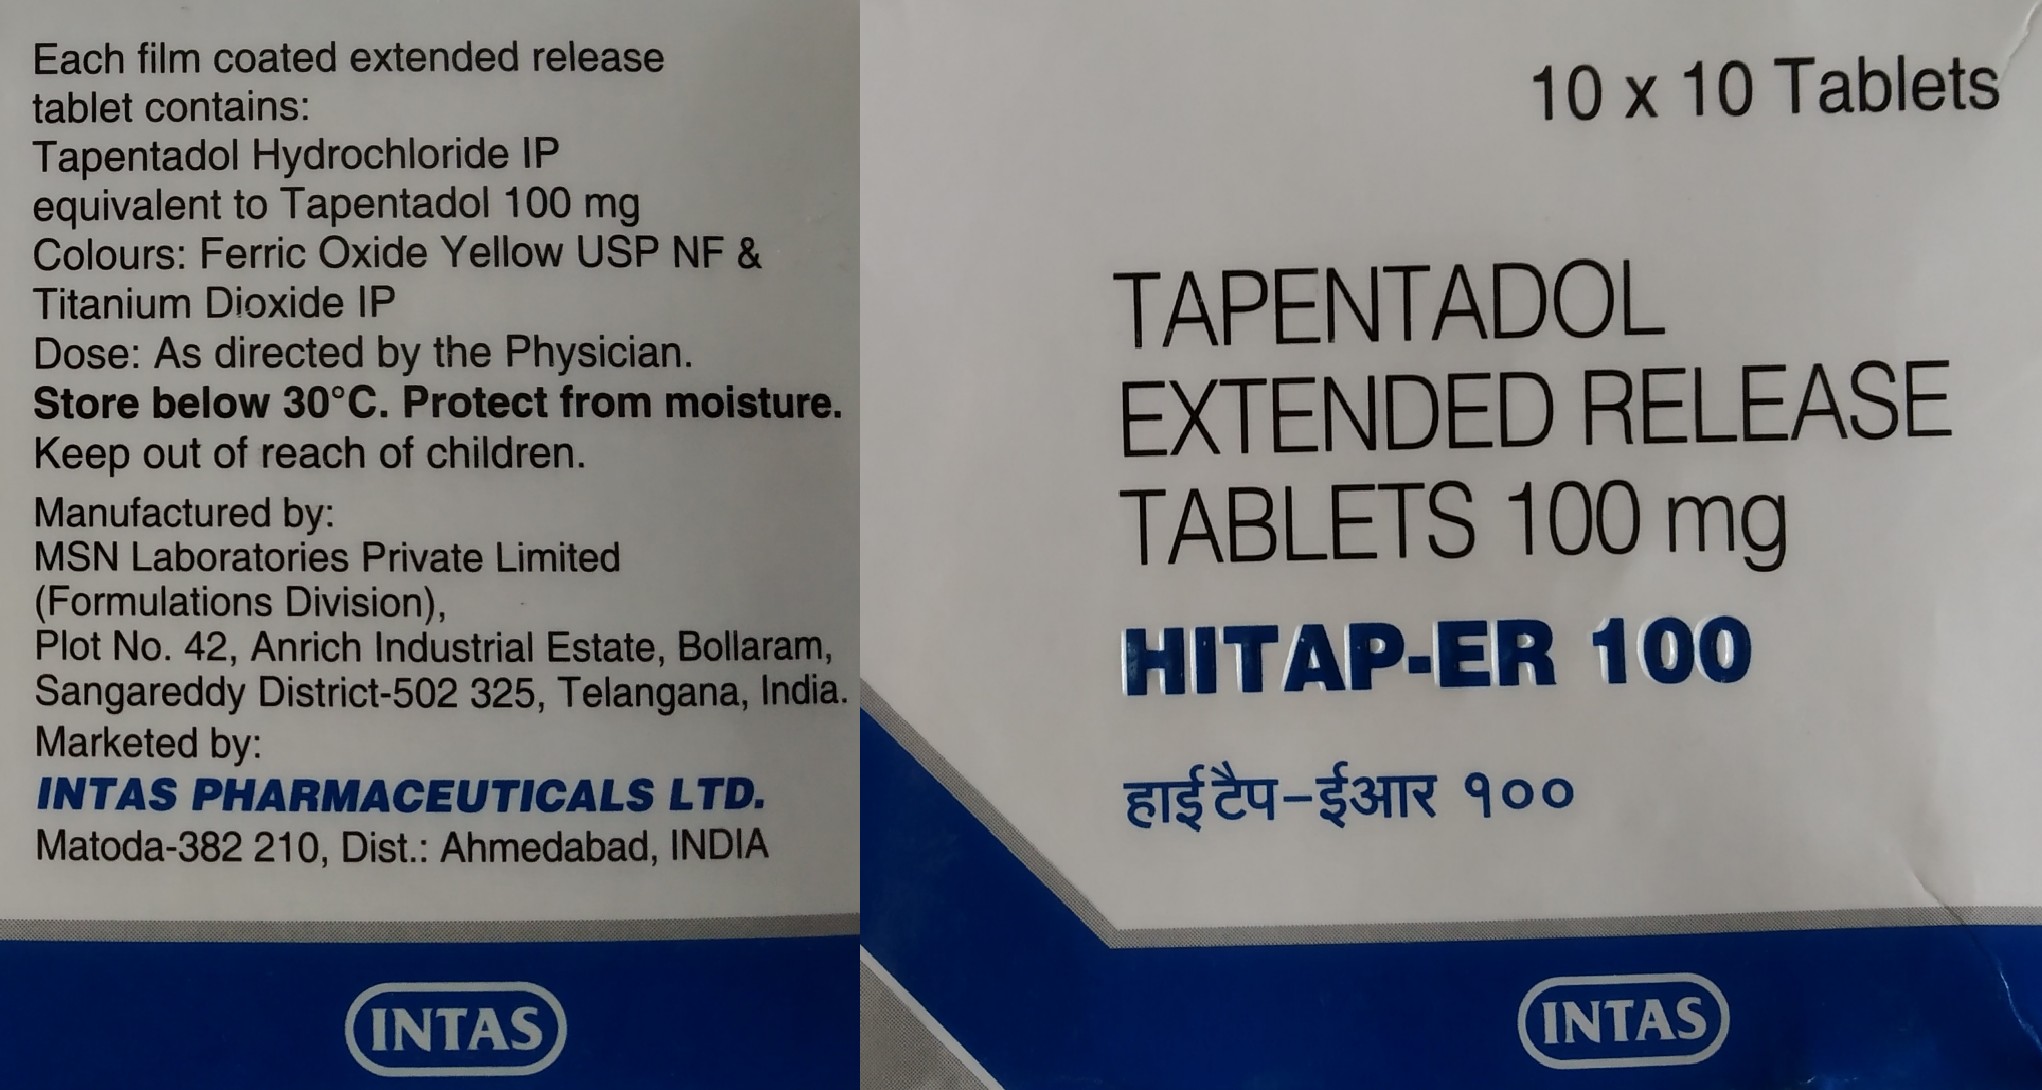 Each film coated extended release
tablet contains:
Tapentadol Hydrochloride IP
equivalent to Tapentadol 100 mg
Colours: Ferric Oxide Yellow USP NF &
Titanium Dioxide IP
Dose: As directed by the Physician.
Store below 30°C. Protect from moisture.
Keep out of reach of children.
Manufactured by:
MSN Laboratories Private Limited
(Formulations Division),
Plot No. 42, Anrich Industrial Estate, Bollaram,
Sangareddy District-502 325, Telangana, India.
Marketed by:
INTAS PHARMACEUTICALS LTD.
Matoda-382 210, Dist.: Ahmedabad, INDIA
INTAS
10 x 10 Tablets
TAPENTADOL
EXTENDED RELEASE
TABLETS 100 mg
HITAP-ER 100
हाईटैप-ईआर १००
INTAS